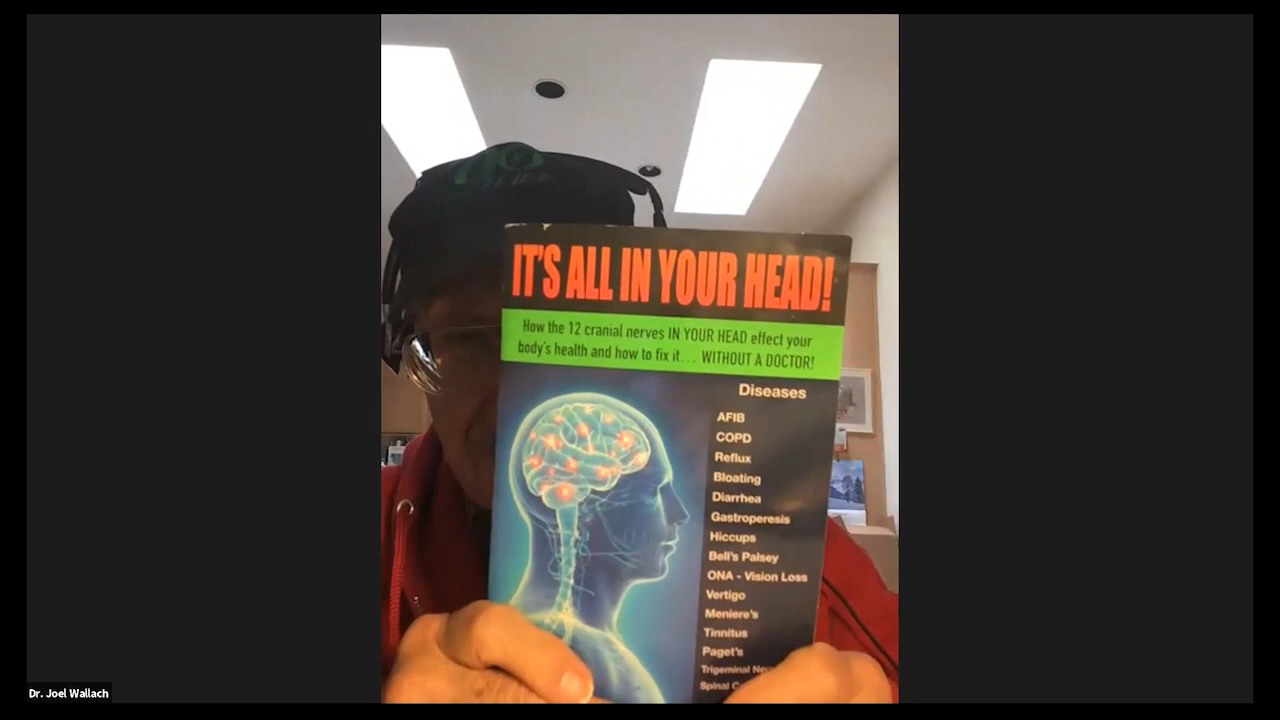 IT'S ALL IN YOUR HEAD!
How the 12 cranial nerves IN YOUR HEAD effect your
body's health and how to fix it... WITHOUT A DOCTOR!
Diseases
AFIB
COPD
Reflux
Bloating
Diarrhea
Gastroperesis
Hiccups
Bell's Palsey
ONA - Vision Loss
Vertigo
Meniere's
Tinnitus
Paget's
Trigeminal
Spinal
Dr. Joel Wallach